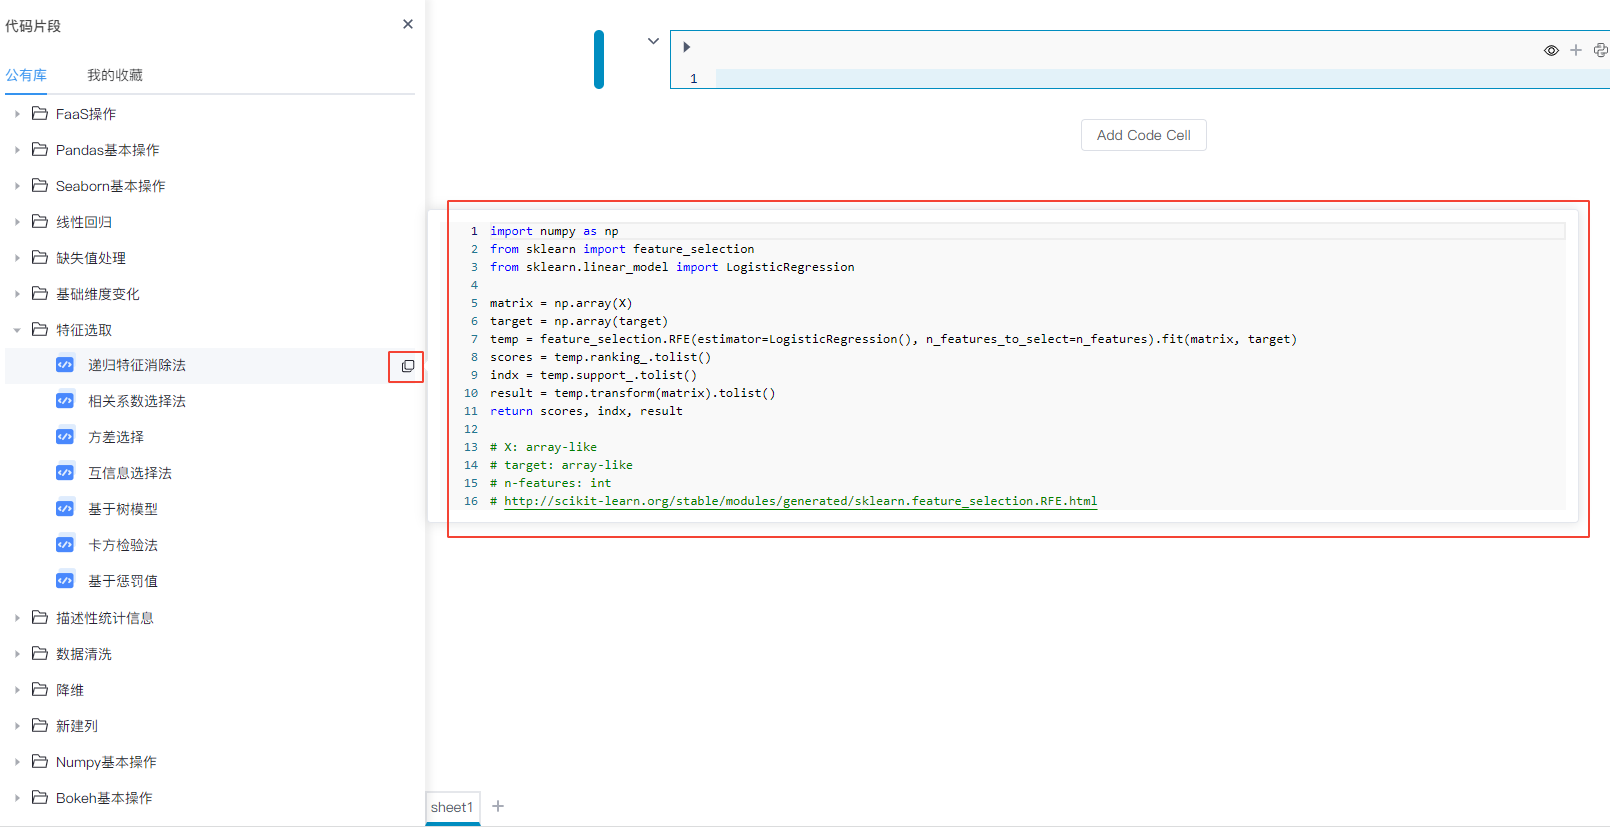 代码片段
公有库
我的收藏
FaaS操作
Pandas基本操作
Seaborn基本操作
线性回归
缺失值处理
基础维度变化
特征选取
递归特征消除法
相关系数选择法
方差选择
互信息选择法
基于树模型
卡方检验法
基于惩罚值
描述性统计信息
数据清洗
降维
新建列
Numpy基本操作
Bokeh基本操作
1
Add Code Cell
1 import numpy as np
2 from sklearn import feature_selection
3 from sklearn.linear_model import LogisticRegression
4
5 matrix = np.array(X)
6 target = np.array(target)
7 temp = feature_selection.RFE(estimator=LogisticRegression(), n_features_to_select=n_features).fit(matrix, target)
8 scores = temp.ranking_.tolist()
9 indx = temp.support_.tolist()
10 result = temp.transform(matrix).tolist()
11 return scores, indx, result
12
13 # X: array-like
14 # target: array-like
15 # n-features: int
16 # http://scikit-learn.org/stable/modules/generated/sklearn.feature_selection.RFE.html
sheet1